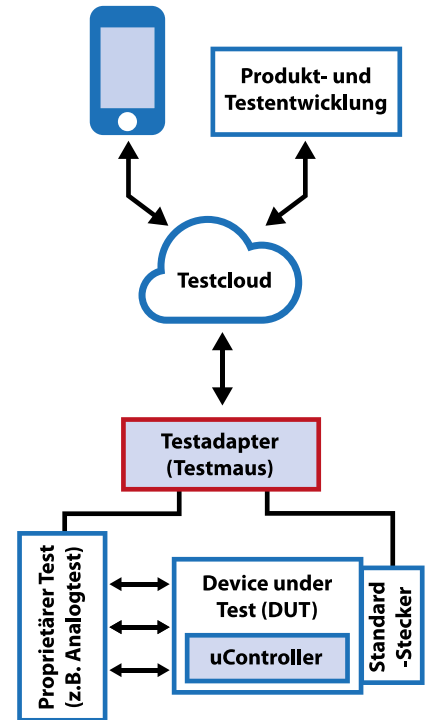 Produkt- und
Testentwicklung
Testcloud
Testadapter
(Testmaus)
Proprietärer Test
(z.B. Analogtest)
Device under
Test (DUT)
uController
Standard
-Stecker